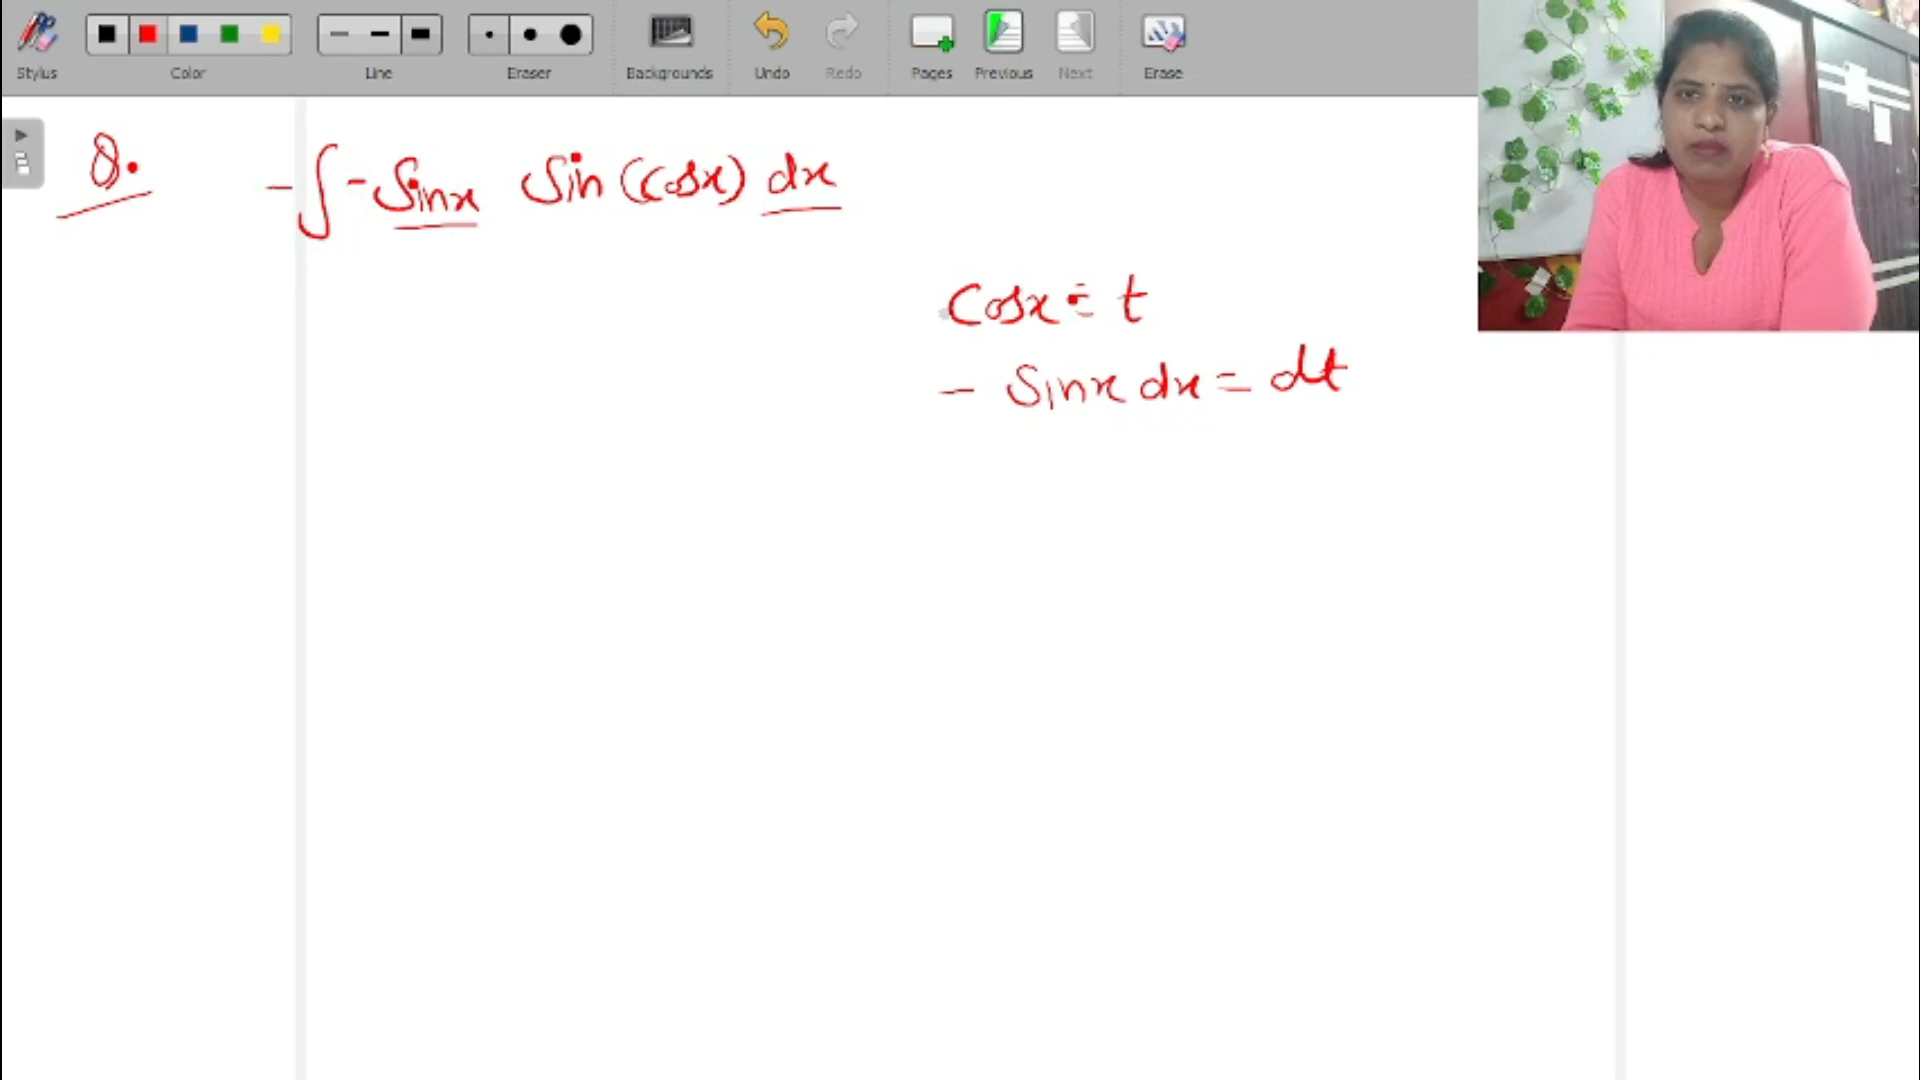 Stylus Color Line Eraser Backgrounds Undo Redo Pages Previous Next Erase
Q. -∫ -Sinx Sin (Cosx) dx
Cosx = t
- Sinx dx = dt